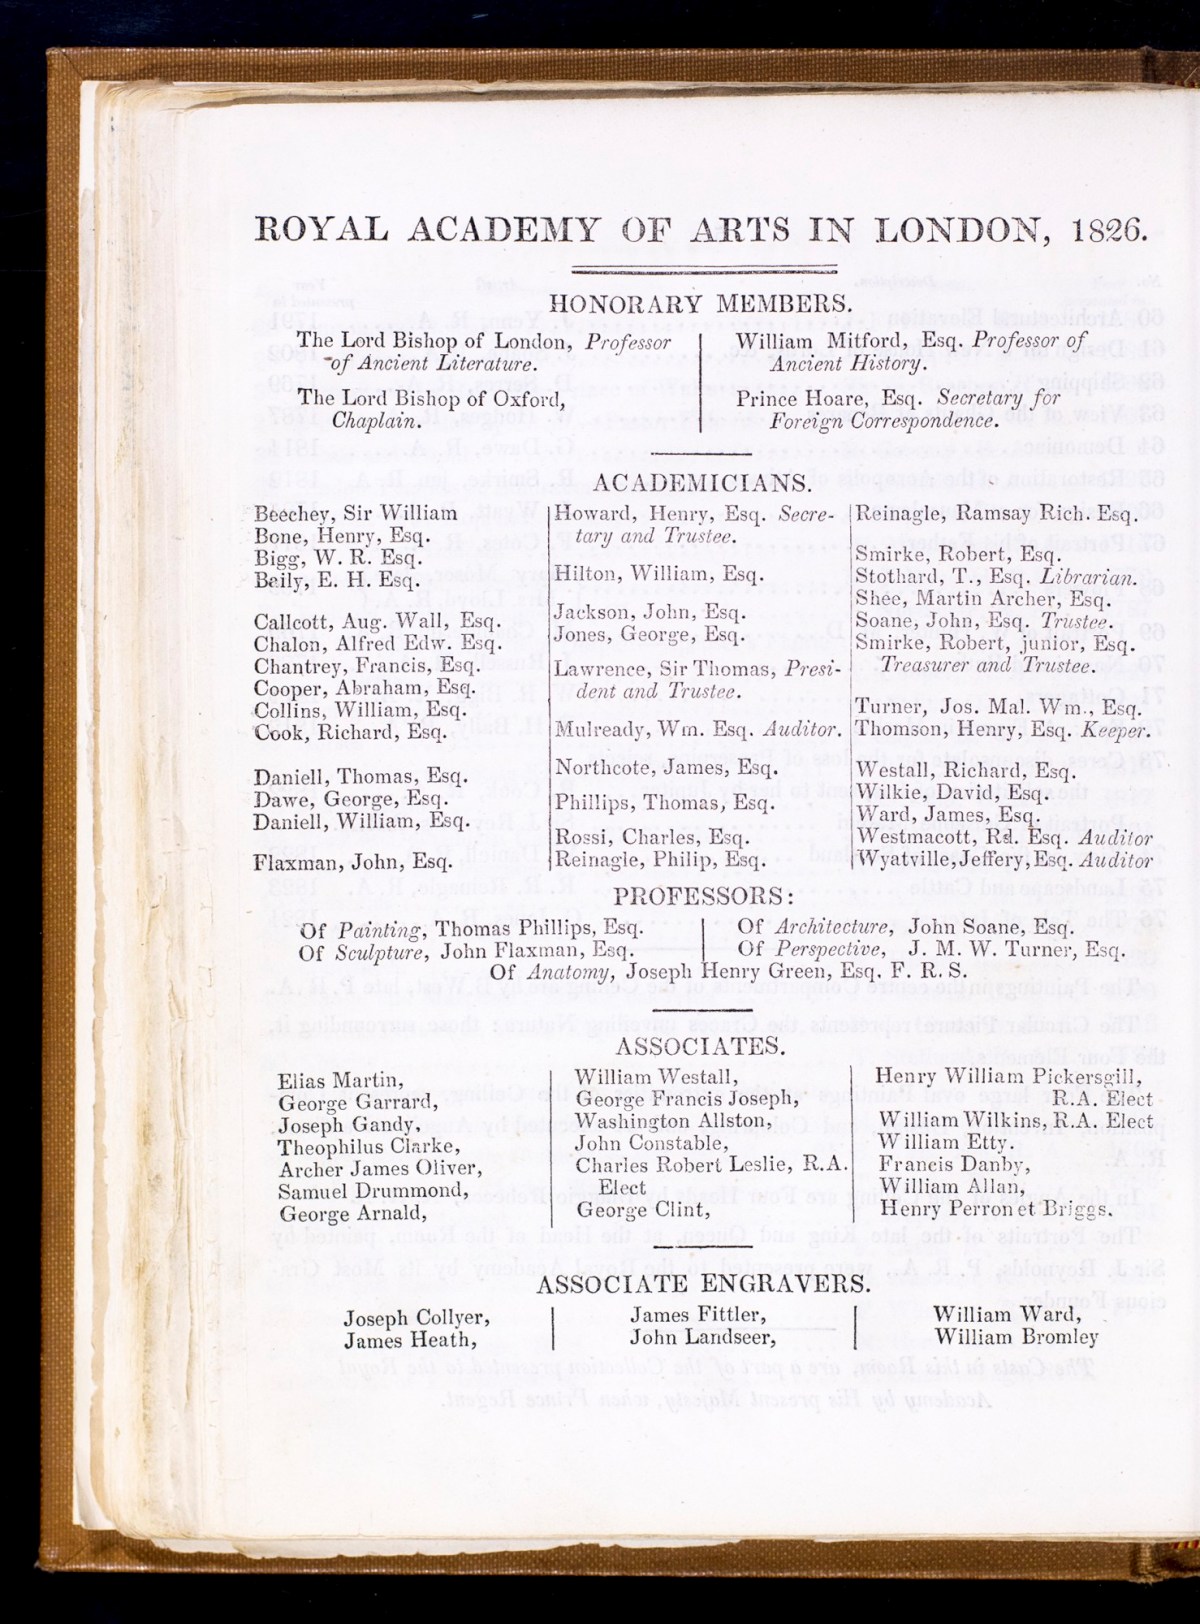 ROYAL ACADEMY OF ARTS IN LONDON, 1826.
HONORARY MEMBERS.
The Lord Bishop of London, Professor
of Ancient Literature.
The Lord Bishop of Oxford,
Chaplain.
William Mitford, Esq. Professor of
Ancient History.
Prince Hoare, Esq. Secretary for
Foreign Correspondence.
ACADEMICIANS.
Beechey, Sir William
Bone, Henry, Esq.
Bigg, W. R. Esq.
Baily, E. H. Esq.
Callcott, Aug. Wall, Esq.
Chalon, Alfred Edw. Esq.
Chantrey, Francis, Esq.
Cooper, Abraham, Esq.
Collins, William, Esq.
Cook, Richard, Esq.
Daniell, Thomas, Esq.
Dawe, George, Esq.
Daniell, William, Esq.
Flaxman, John, Esq.
Howard, Henry, Esq. Secre-
tary and Trustee.
Hilton, William, Esq.
Jackson, John, Esq.
Jones, George, Esq.
Lawrence, Sir Thomas, Presi-
dent and Trustee.
Mulready, Wm. Esq. Auditor.
Northcote, James, Esq.
Phillips, Thomas, Esq.
Rossi, Charles, Esq.
Reinagle, Philip, Esq.
Reinagle, Ramsay Rich. Esq.
Smirke, Robert, Esq.
Stothard, T., Esq. Librarian.
Shee, Martin Archer, Esq.
Soane, John, Esq. Trustee.
Smirke, Robert, junior, Esq.
Treasurer and Trustee.
Turner, Jos. Mal. Wm., Esq.
Thomson, Henry, Esq. Keeper.
Westall, Richard, Esq.
Wilkie, David, Esq.
Ward, James, Esq.
Westmacott, Rd. Esq. Auditor
Wyatville, Jeffery, Esq. Auditor
PROFESSORS:
Of Painting, Thomas Phillips, Esq.
Of Sculpture, John Flaxman, Esq.
Of Architecture, John Soane, Esq.
Of Perspective, J. M. W. Turner, Esq.
Of Anatomy, Joseph Henry Green, Esq. F. R. S.
ASSOCIATES.
Elias Martin,
George Garrard,
Joseph Gandy,
Theophilus Clarke,
Archer James Oliver,
Samuel Drummond,
George Arnald,
William Westall,
George Francis Joseph,
Washington Allston,
John Constable,
Charles Robert Leslie, R.A.
Elect
George Clint,
Henry William Pickersgill,
R.A. Elect
William Wilkins, R.A. Elect
William Etty,
Francis Danby,
William Allan,
Henry Perronet Briggs.
ASSOCIATE ENGRAVERS.
Joseph Collyer,
James Heath,
James Fittler,
John Landseer,
William Ward,
William Bromley